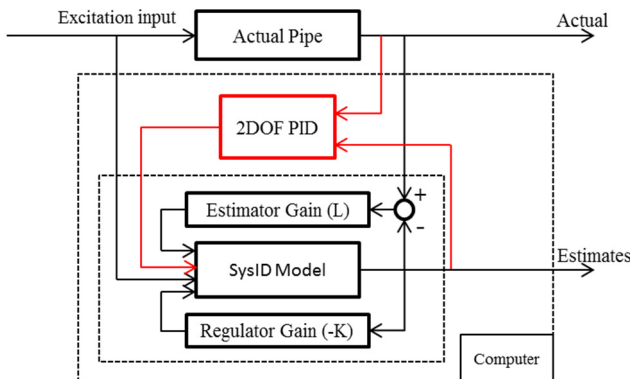 Excitation input
Actual Pipe
Actual
2DOF PID
Estimator Gain (L)
+
-
SysID Model
Estimates
Regulator Gain (-K)
Computer